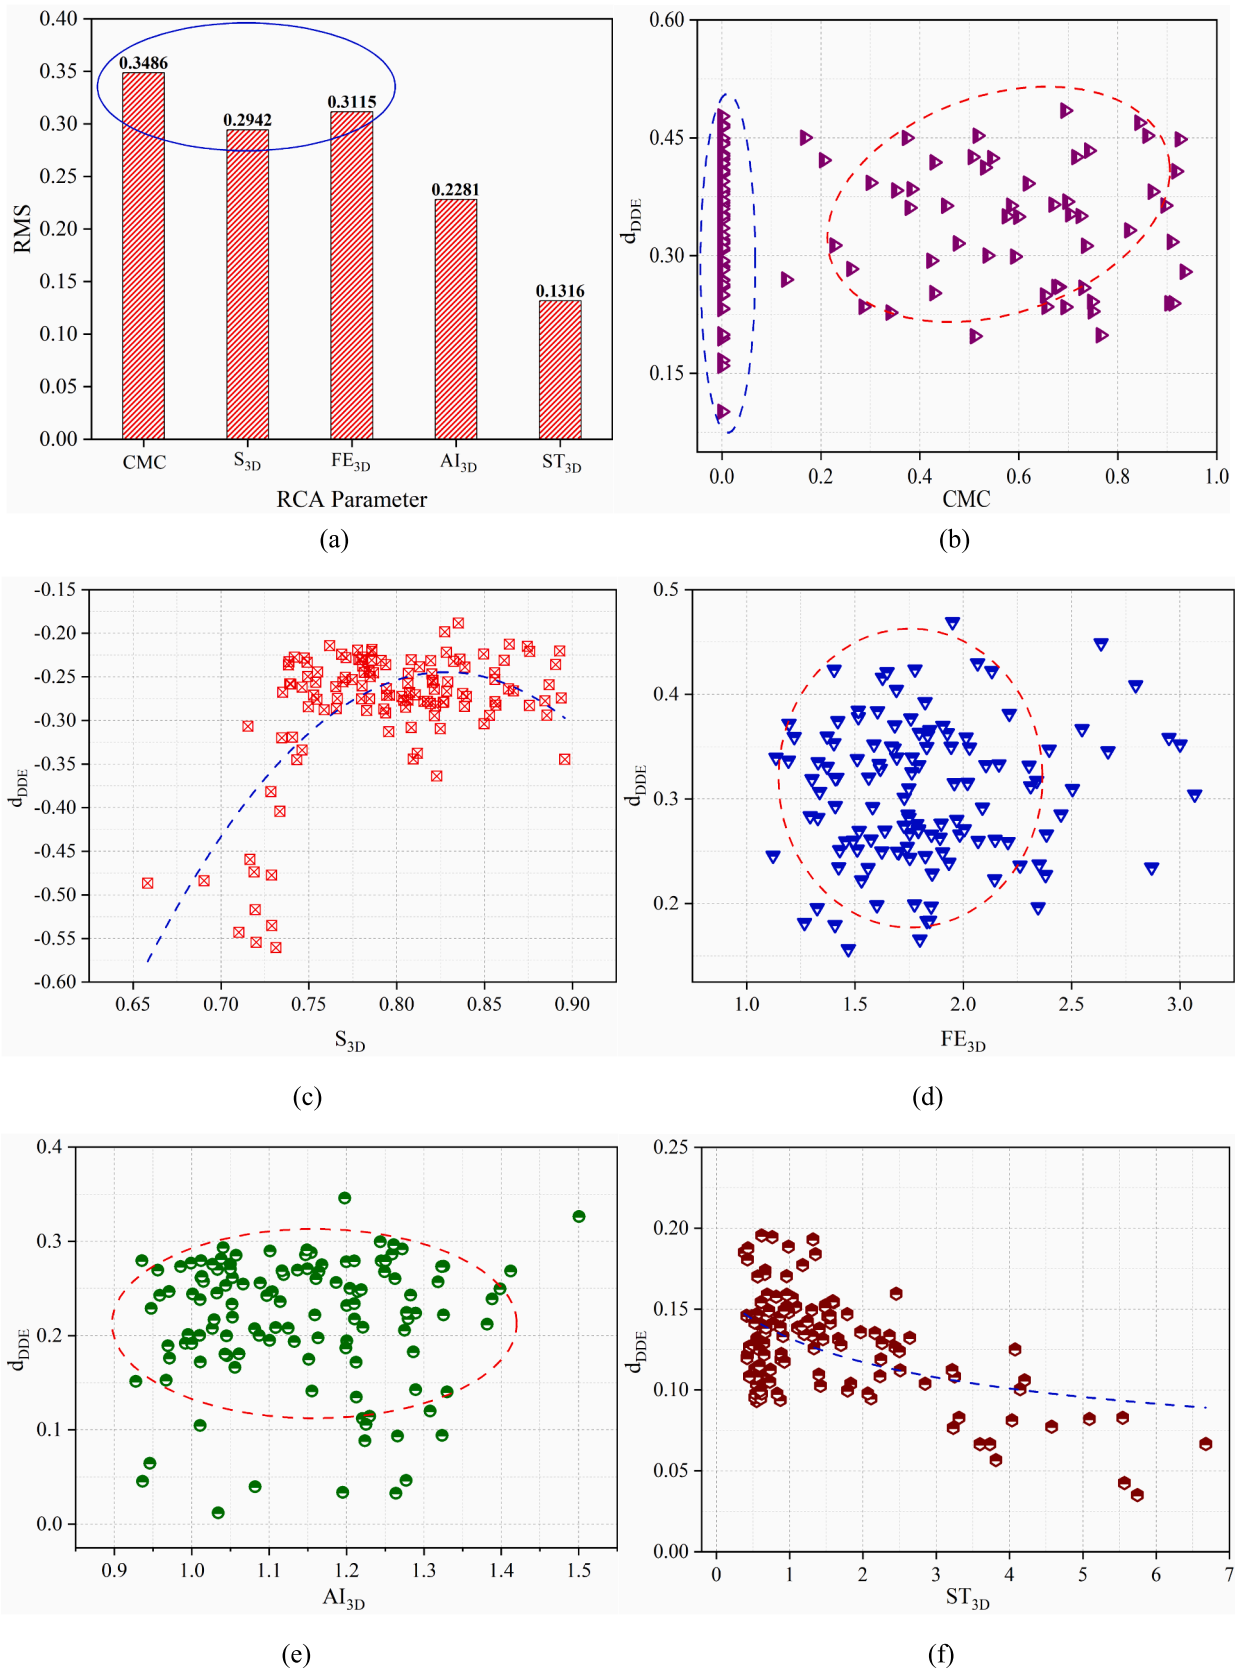 0.40
0.35
0.30
0.25
0.20
0.15
0.10
0.05
0.00
RMS
0.3486
0.2942
0.3115
0.2281
0.1316
CMC S3D FE3D AI3D ST3D
RCA Parameter
(a)
0.60
0.45
0.30
0.15
dDDE
0.0 0.2 0.4 0.6 0.8 1.0
CMC
(b)
-0.15
-0.20
-0.25
-0.30
-0.35
-0.40
-0.45
-0.50
-0.55
-0.60
dDDE
0.65 0.70 0.75 0.80 0.85 0.90
S3D
(c)
0.5
0.4
0.3
0.2
dDDE
1.0 1.5 2.0 2.5 3.0
FE3D
(d)
0.4
0.3
0.2
0.1
0.0
dDDE
0.9 1.0 1.1 1.2 1.3 1.4 1.5
AI3D
(e)
0.25
0.20
0.15
0.10
0.05
0.00
dDDE
0 1 2 3 4 5 6 7
ST3D
(f)